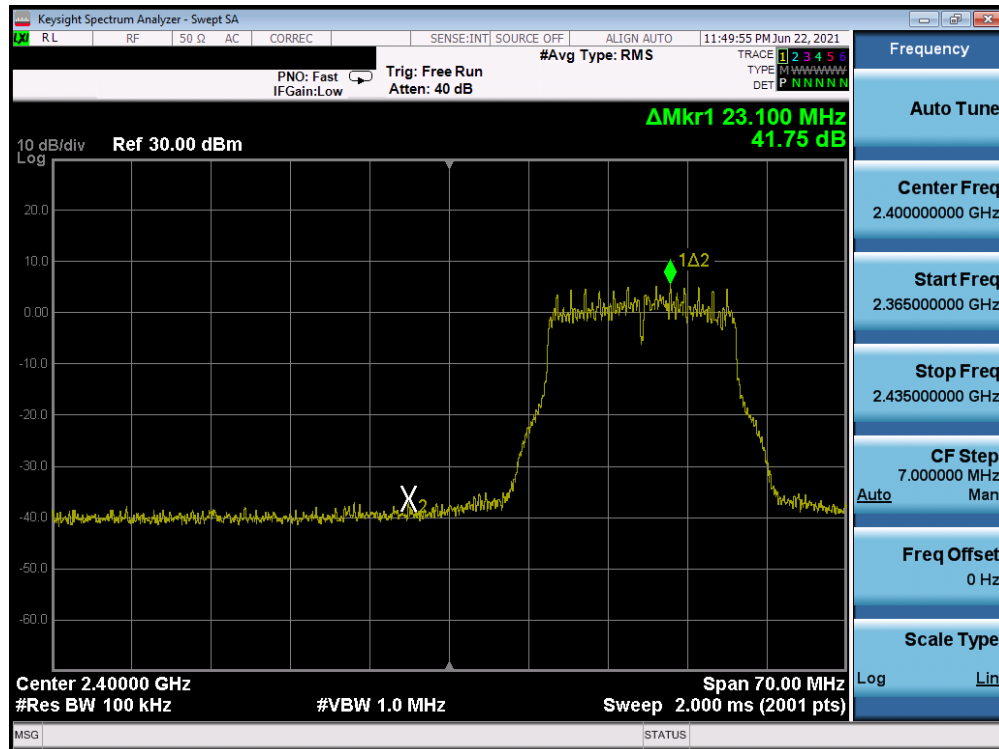 Keysight Spectrum Analyzer - Swept SA
LXI RL RF 50 Ω AC CORREC SENSE:INT SOURCE OFF ALIGN AUTO 11:49:55 PM Jun 22, 2021
#Avg Type: RMS
TRACE 1 2 3 4 5 6
TYPE M WWWWW
DET P N N N N N
PNO: Fast
IFGain:Low
Trig: Free Run
Atten: 40 dB
ΔMkr1 23.100 MHz
41.75 dB
10 dB/div Ref 30.00 dBm
Log
20.0
10.0
0.00
-10.0
-20.0
-30.0
-40.0
-50.0
-60.0
1Δ2
X2
Center 2.40000 GHz
Span 70.00 MHz
#Res BW 100 kHz
#VBW 1.0 MHz
Sweep 2.000 ms (2001 pts)
MSG
STATUS
Frequency
Auto Tune
Center Freq
2.400000000 GHz
Start Freq
2.365000000 GHz
Stop Freq
2.435000000 GHz
CF Step
7.000000 MHz
Auto Man
Freq Offset
0 Hz
Scale Type
Log Lin